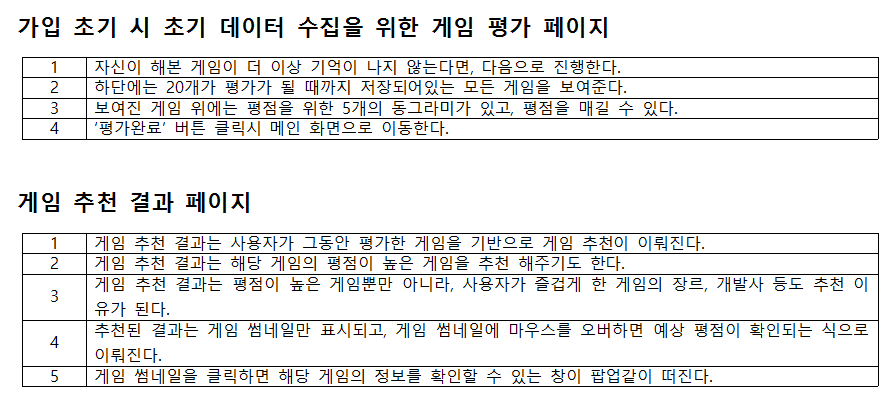 가입 초기 시 초기 데이터 수집을 위한 게임 평가 페이지
1 자신이 해본 게임이 더 이상 기억이 나지 않는다면, 다음으로 진행한다.
2 하단에는 20개가 평가가 될 때까지 저장되어있는 모든 게임을 보여준다.
3 보여진 게임 위에는 평점을 위한 5개의 동그라미가 있고, 평점을 매길 수 있다.
4 ‘평가완료’ 버튼 클릭시 메인 화면으로 이동한다.
게임 추천 결과 페이지
1 게임 추천 결과는 사용자가 그동안 평가한 게임을 기반으로 게임 추천이 이뤄진다.
2 게임 추천 결과는 해당 게임의 평점이 높은 게임을 추천 해주기도 한다.
3 게임 추천 결과는 평점이 높은 게임뿐만 아니라, 사용자가 즐겁게 한 게임의 장르, 개발사 등도 추천 이
유가 된다.
4 추천된 결과는 게임 썸네일만 표시되고, 게임 썸네일에 마우스를 오버하면 예상 평점이 확인되는 식으로
이뤄진다.
5 게임 썸네일을 클릭하면 해당 게임의 정보를 확인할 수 있는 창이 팝업같이 떠진다.